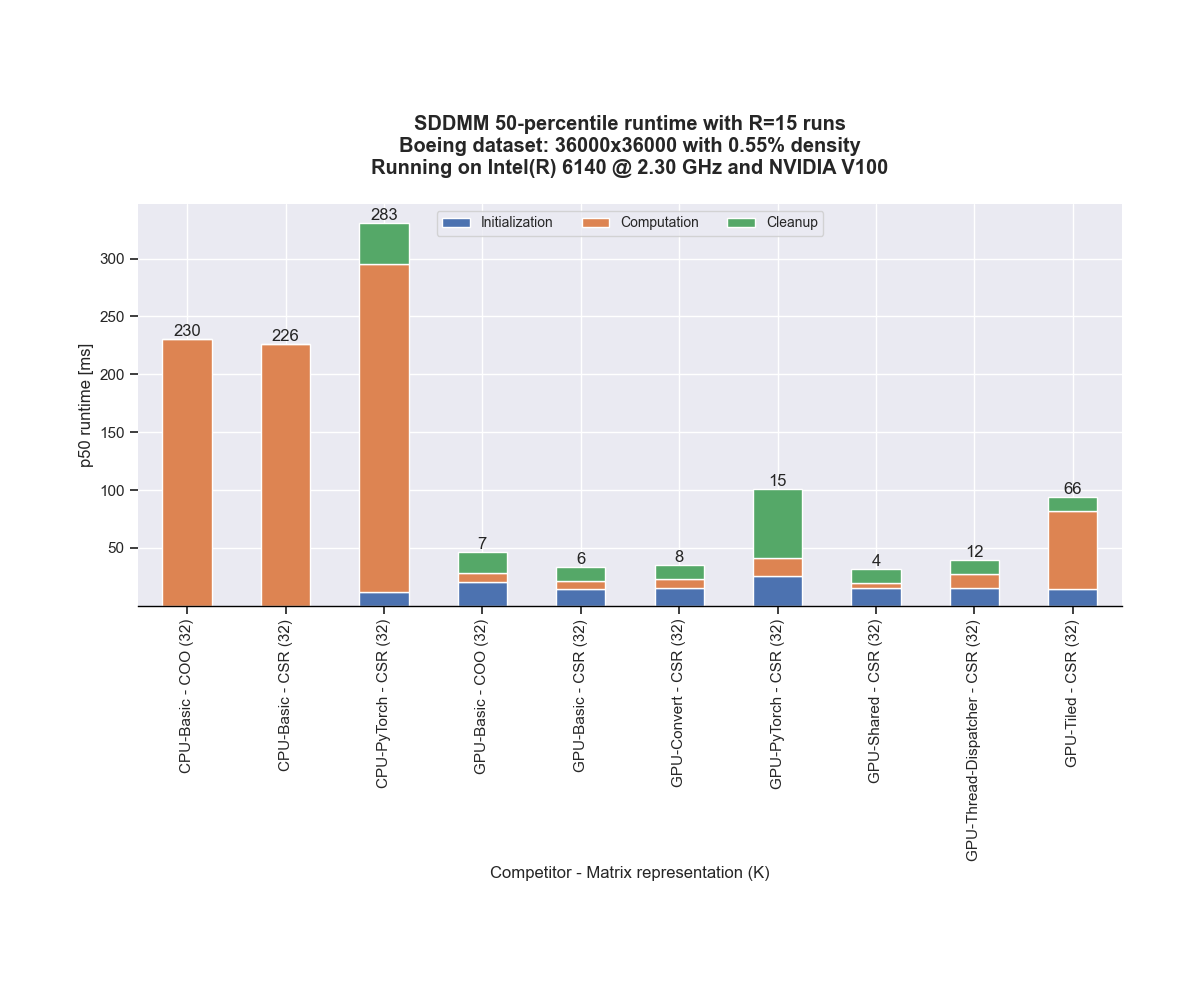 SDDMM 50-percentile runtime with R=15 runs
Boeing dataset: 36000x36000 with 0.55% density
Running on Intel(R) 6140 @ 2.30 GHz and NVIDIA V100
Initialization
Computation
Cleanup
p50 runtime [ms]
300
250
200
150
100
50
230
226
283
7
6
8
15
4
12
66
CPU-Basic - COO (32)
CPU-Basic - CSR (32)
CPU-PyTorch - CSR (32)
GPU-Basic - COO (32)
GPU-Basic - CSR (32)
GPU-Convert - CSR (32)
GPU-PyTorch - CSR (32)
GPU-Shared - CSR (32)
GPU-Thread-Dispatcher - CSR (32)
GPU-Tiled - CSR (32)
Competitor - Matrix representation (K)